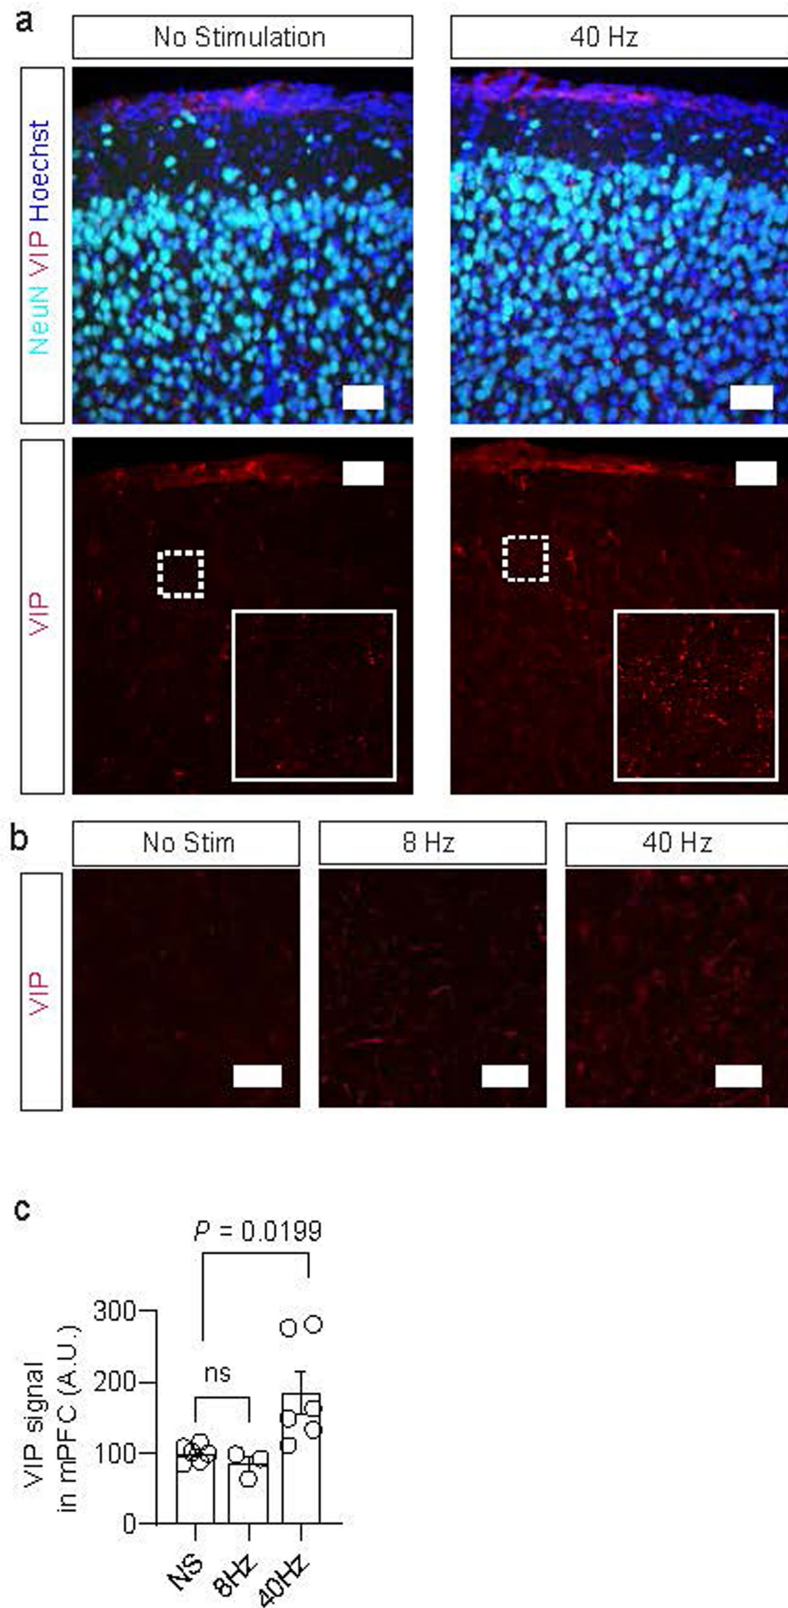 a
No Stimulation
40 Hz
NeuN VIP Hoechst
VIP
b
No Stim
8 Hz
40 Hz
VIP
c
P = 0.0199
ns
300
200
100
0
VIP signal
in mPFC (A.U.)
NS
8Hz
40Hz